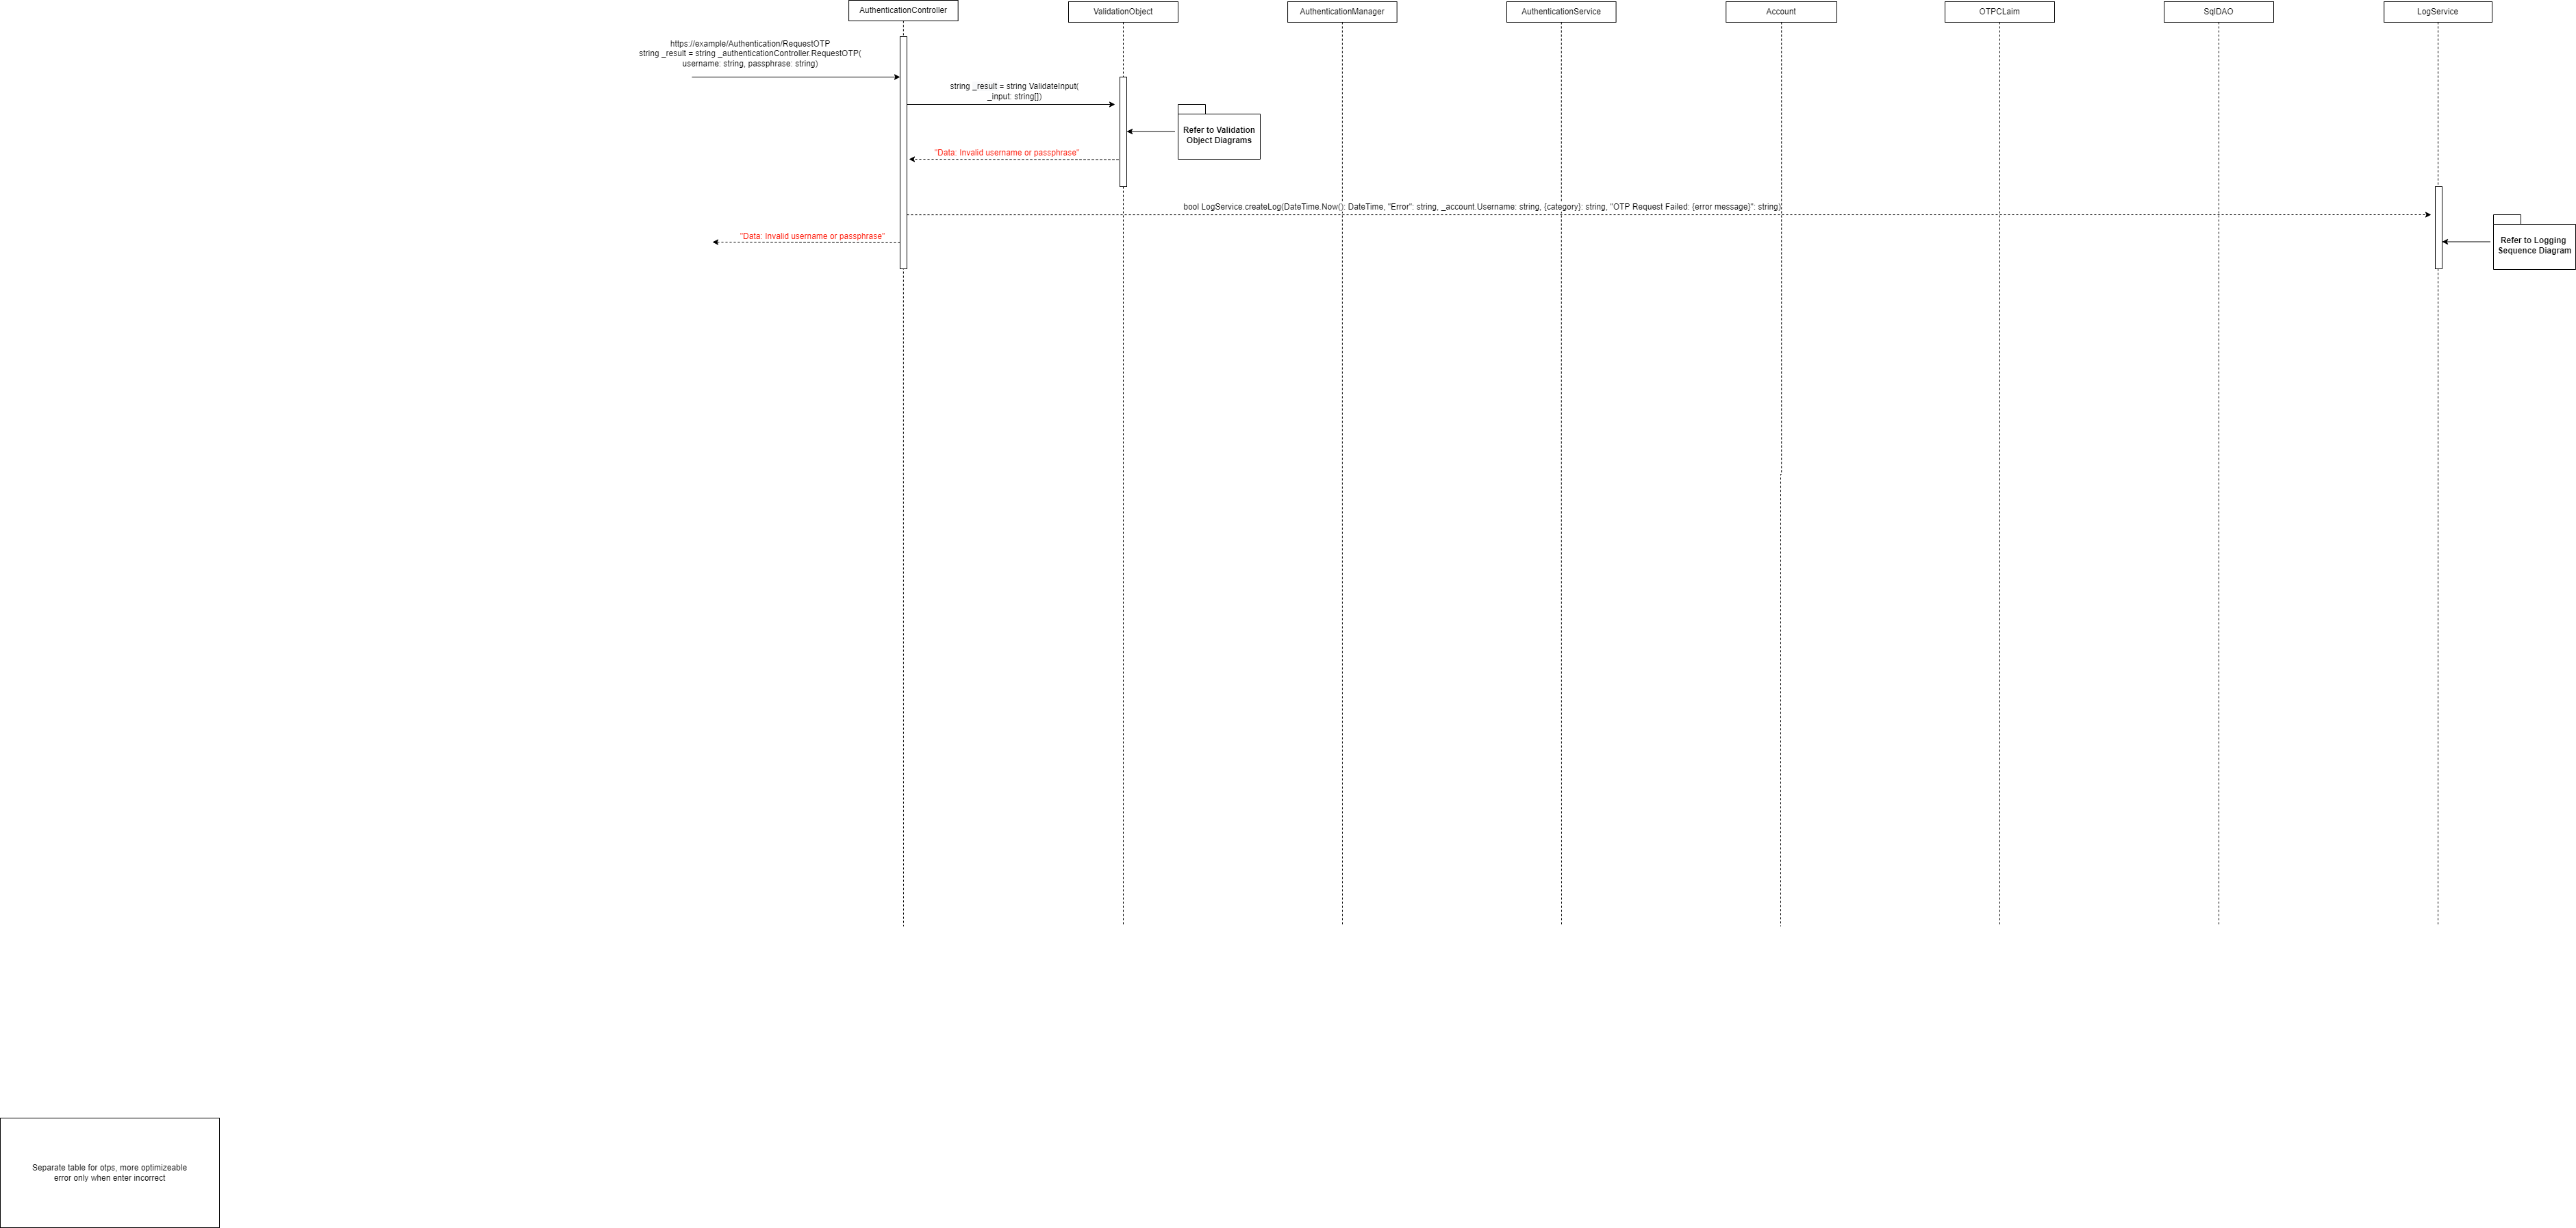 AuthenticationController
ValidationObject
AuthenticationManager
AuthenticationService
Account
OTPCLaim
SqlDAO
LogService
https://example/Authentication/RequestOTP
string _result = string _authenticationController.RequestOTP(
username: string, passphrase: string)
string _result = string ValidateInput(
_input: string[])
Refer to Validation
Object Diagrams
"Data: Invalid username or passphrase"
bool LogService.createLog(DateTime.Now(): DateTime, "Error": string, _account.Username: string, {category}: string, "OTP Request Failed: {error message}": string)
"Data: Invalid username or passphrase"
Refer to Logging
Sequence Diagram
Separate table for otps, more optimizeable
error only when enter incorrect